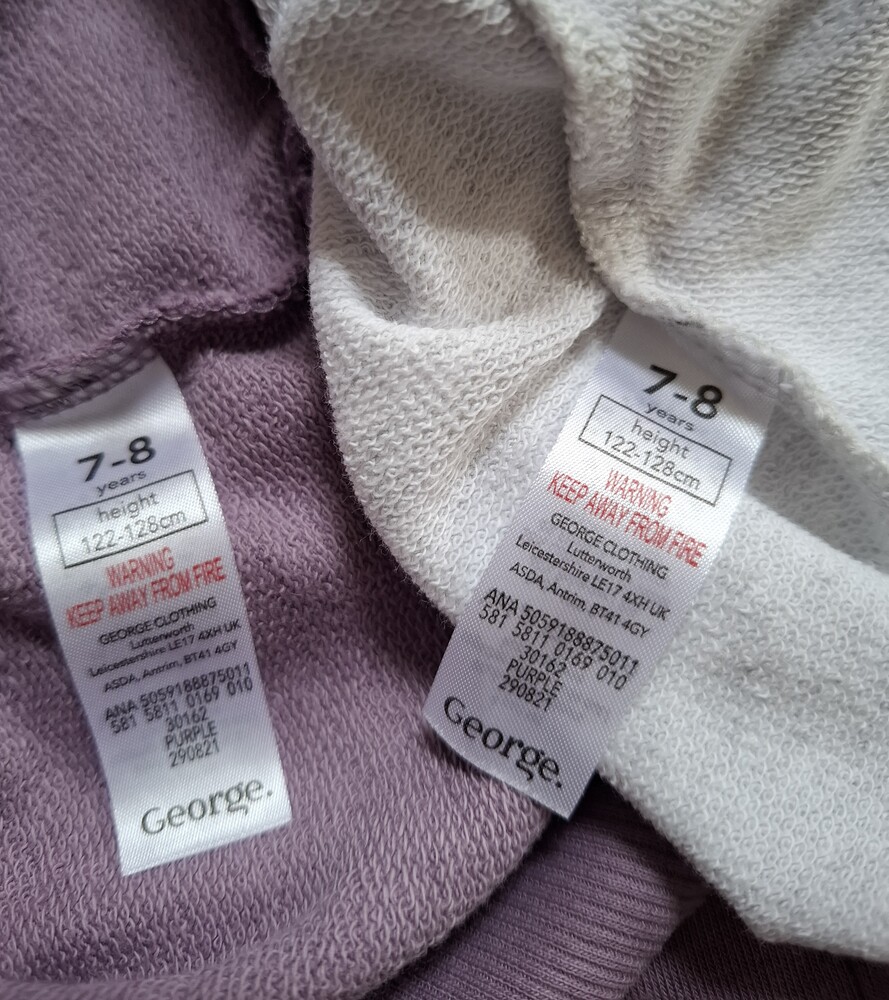 7-8
years
height
122-128cm
WARNING
KEEP AWAY FROM FIRE
GEORGE CLOTHING
Lutterworth
Leicestershire LE17 4XH UK
ASDA, Antrim, BT41 4GY
ANA 5059188875011
581 5811 0169 010
30162
PURPLE
290821
George.
7-8
years
height
122-128cm
WARNING
KEEP AWAY FROM FIRE
GEORGE CLOTHING
Lutterworth
Leicestershire LE17 4XH UK
ASDA, Antrim, BT41 4GY
ANA 5059188875011
581 5811 0169 010
30162
PURPLE
290821
George.